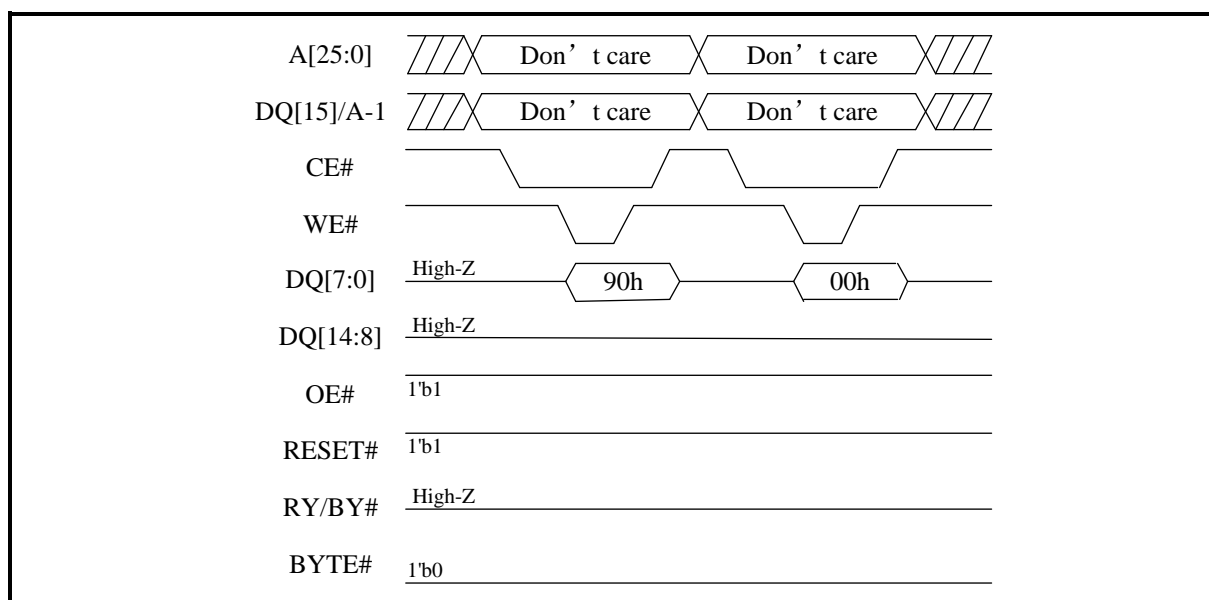 A[25:0] Don’t care Don’t care
DQ[15]/A-1 Don’t care Don’t care
CE#
WE#
DQ[7:0] High-Z 90h 00h
DQ[14:8] High-Z
OE# 1'b1
RESET# 1'b1
RY/BY# High-Z
BYTE# 1'b0